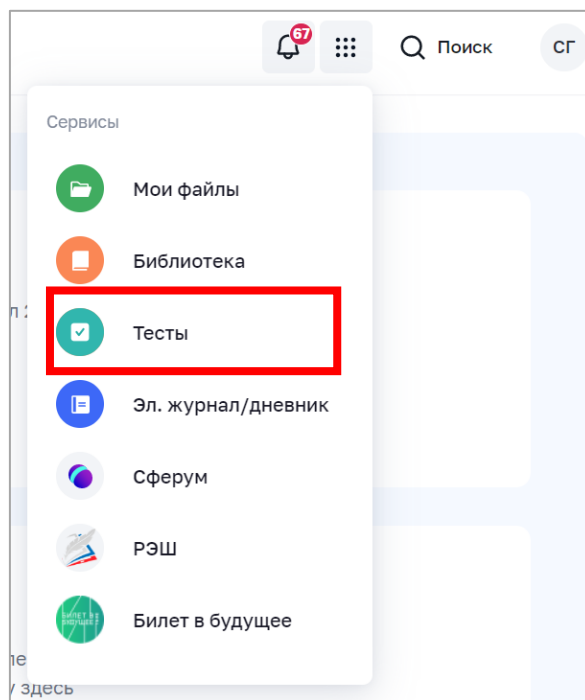 67
Поиск
СГ
Сервисы
Мои файлы
Библиотека
Тесты
Эл. журнал/дневник
Сферум
РЭШ
Билет в будущее
здесь